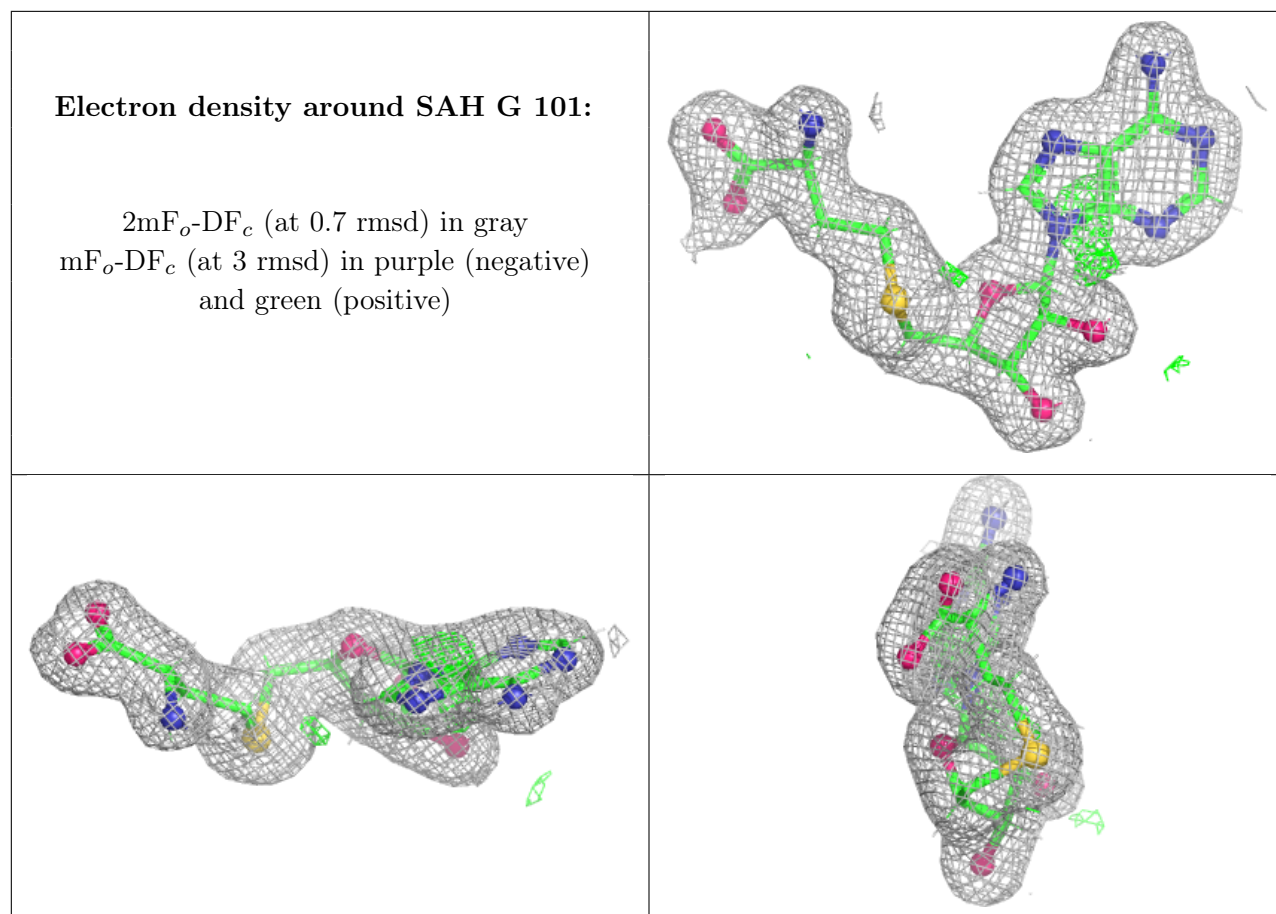 Electron density around SAH G 101:
2mFₒ-DF𝒸 (at 0.7 rmsd) in gray
mFₒ-DF𝒸 (at 3 rmsd) in purple (negative)
and green (positive)